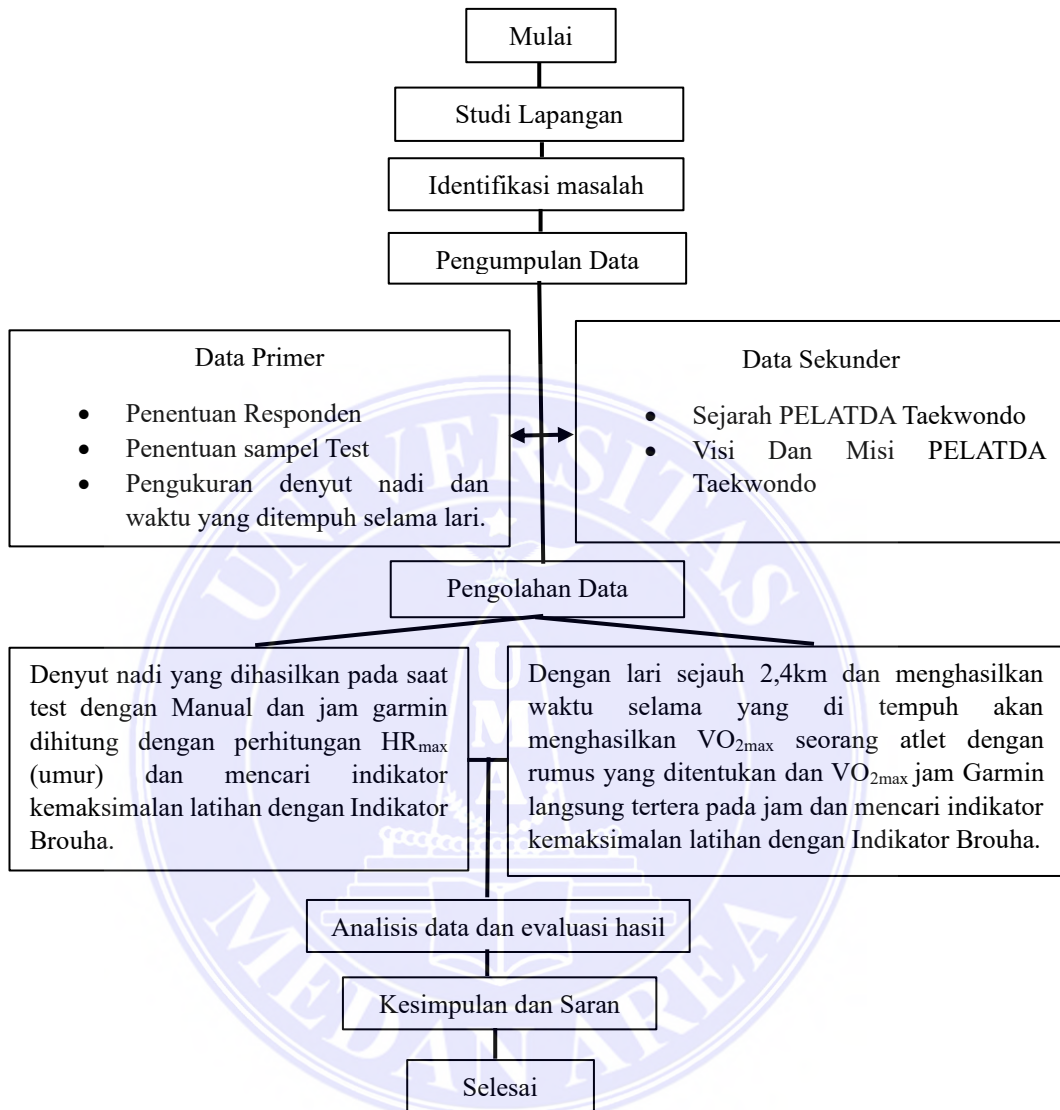 Mulai
Studi Lapangan
Identifikasi masalah
Pengumpulan Data
Data Primer
• Penentuan Responden
• Penentuan sampel Test
• Pengukuran denyut nadi dan
waktu yang ditempuh selama lari.
Data Sekunder
• Sejarah PELATDA Taekwondo
• Visi Dan Misi PELATDA
Taekwondo
Pengolahan Data
Denyut nadi yang dihasilkan pada saat
test dengan Manual dan jam garmin
dihitung dengan perhitungan HRmax
(umur) dan mencari indikator
kemaksimalan latihan dengan Indikator
Brouha.
Dengan lari sejauh 2,4km dan menghasilkan
waktu selama yang di tempuh akan
menghasilkan VO2max seorang atlet dengan
rumus yang ditentukan dan VO2max jam Garmin
langsung tertera pada jam dan mencari indikator
kemaksimalan latihan dengan Indikator Brouha.
Analisis data dan evaluasi hasil
Kesimpulan dan Saran
Selesai
UNIVERSITAS
UMA
MEDAN AREA